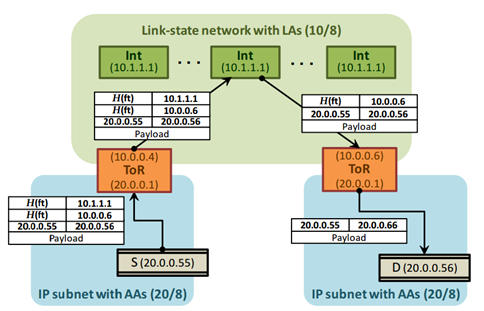 Link-state network with LAs (10/8)
Int
(10.1.1.1)
. . .
Int
(10.1.1.1)
. . .
Int
(10.1.1.1)
H(ft) 10.1.1.1
H(ft) 10.0.0.6
20.0.0.55 20.0.0.56
Payload
H(ft) 10.0.0.6
20.0.0.55 20.0.0.56
Payload
(10.0.0.4)
ToR
(20.0.0.1)
(10.0.0.6)
ToR
(20.0.0.1)
H(ft) 10.1.1.1
H(ft) 10.0.0.6
20.0.0.55 20.0.0.56
Payload
20.0.0.55 20.0.0.66
Payload
S (20.0.0.55)
D (20.0.0.56)
IP subnet with AAs (20/8)
IP subnet with AAs (20/8)